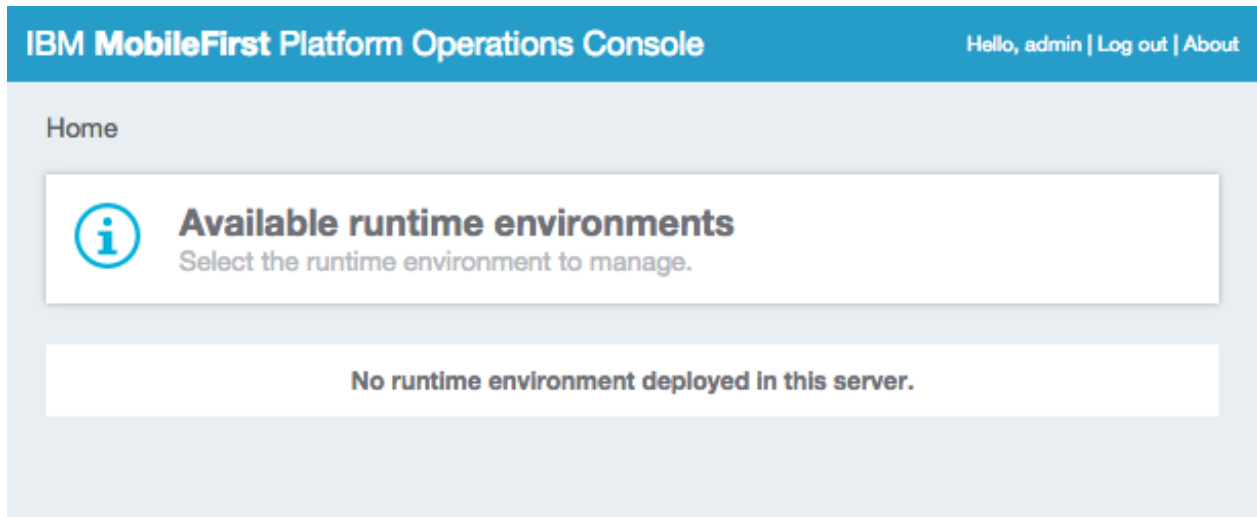 IBM MobileFirst Platform Operations Console
Hello, admin | Log out | About
Home
Available runtime environments
Select the runtime environment to manage.
No runtime environment deployed in this server.